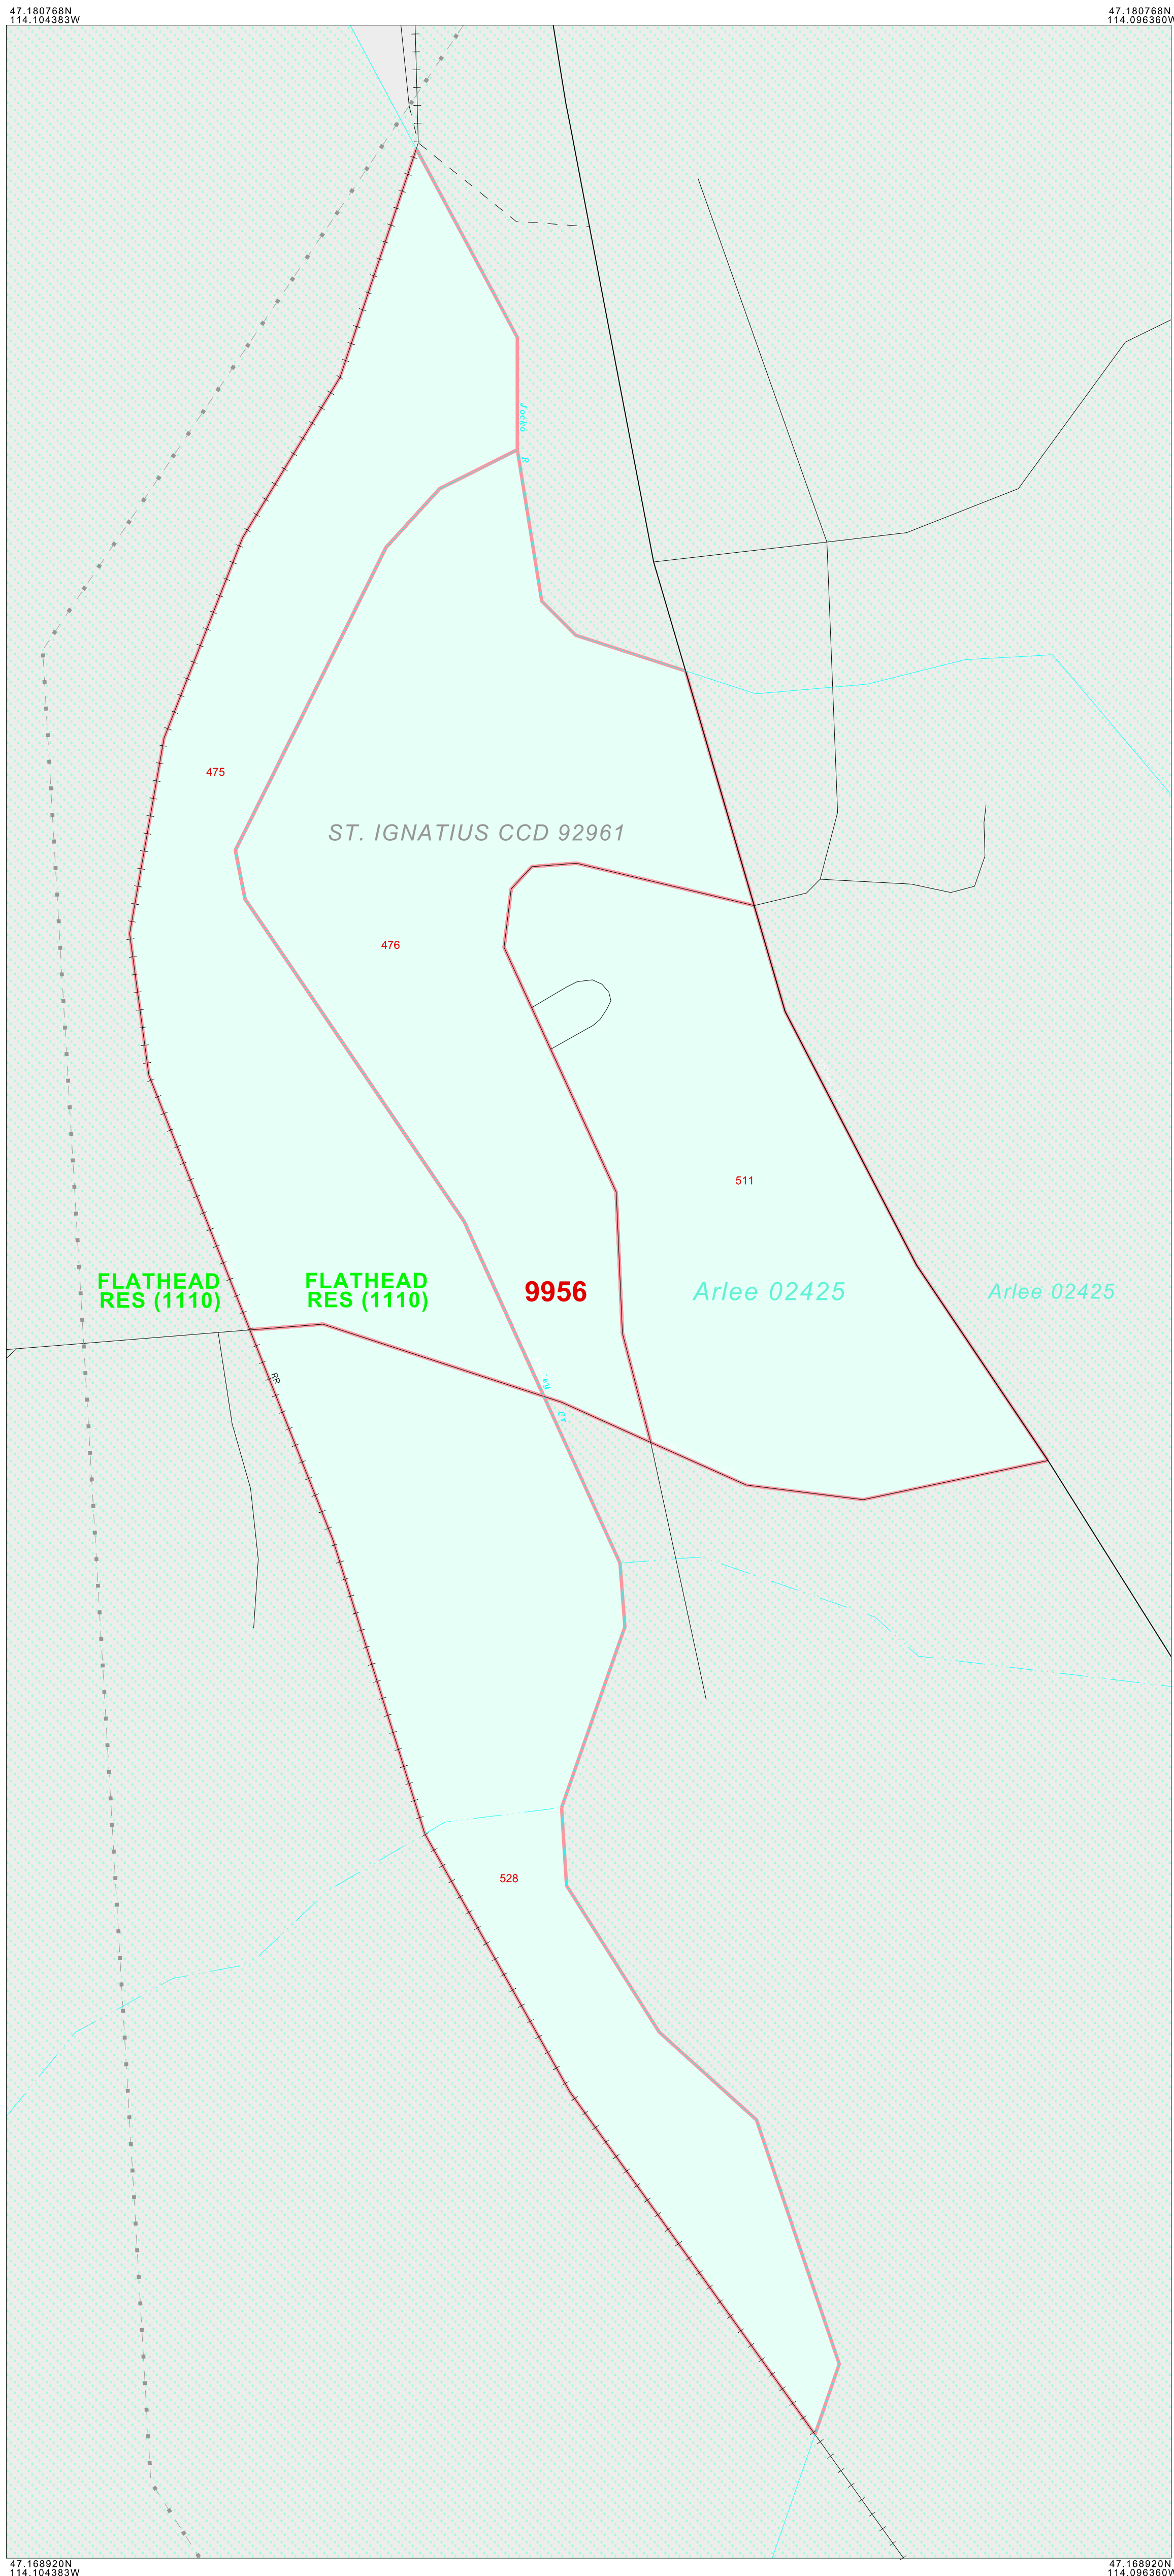 47.180768N
114.104383W
47.180768N
114.096360W
Jocko
R
475
ST. IGNATIUS CCD 92961
476
511
FLATHEAD
RES (1110)
FLATHEAD
RES (1110)
9956
Arlee 02425
Arlee 02425
RR
528
47.168920N
114.104383W
47.168920N
114.096360W